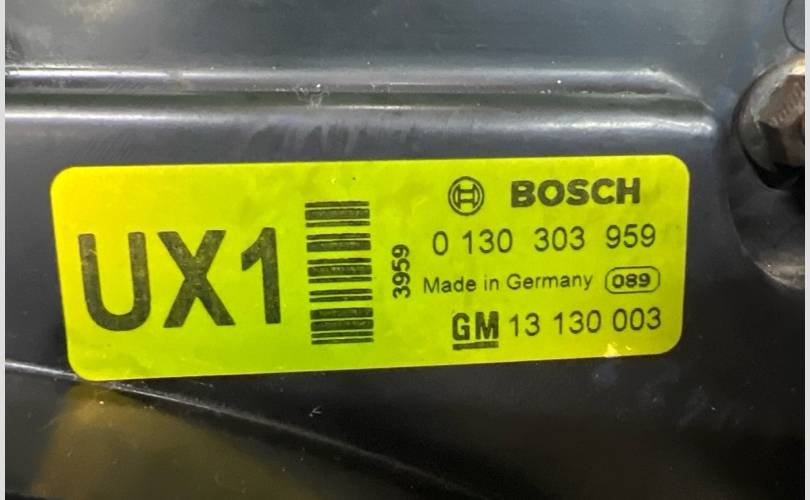 UX1
3959
BOSCH
0 130 303 959
Made in Germany 089
GM 13 130 003